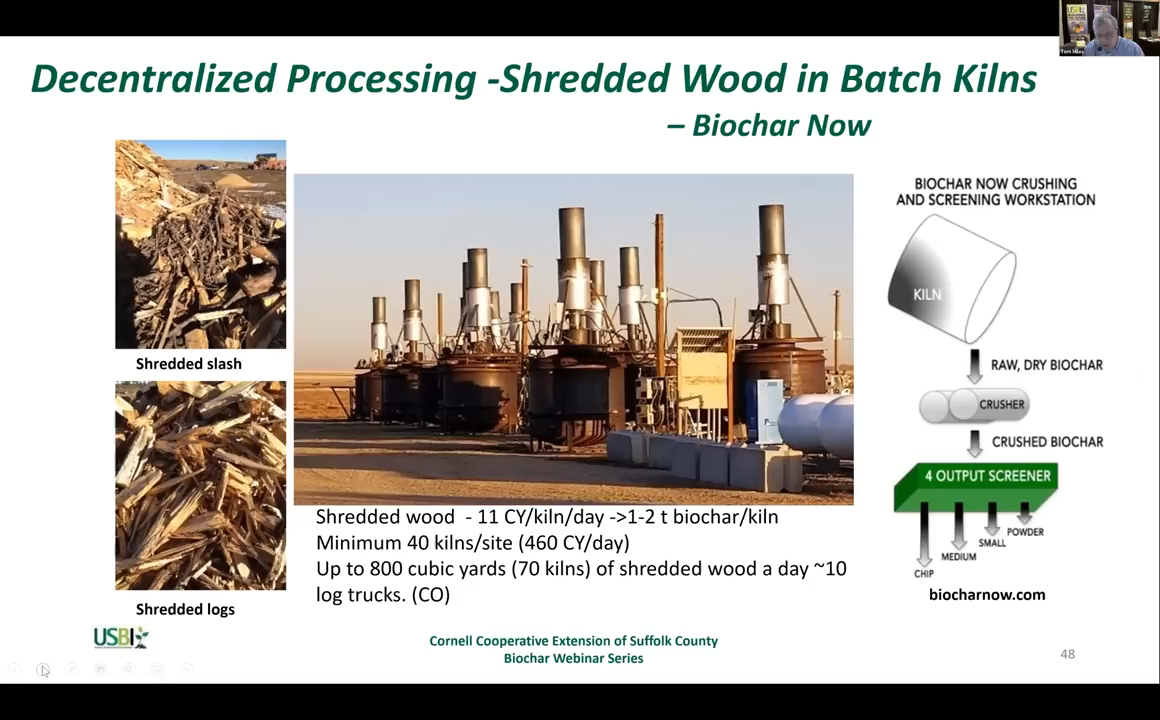 Tom Miles
Decentralized Processing -Shredded Wood in Batch Kilns
– Biochar Now
Shredded slash
Shredded logs
Shredded wood - 11 CY/kiln/day ->1-2 t biochar/kiln
Minimum 40 kilns/site (460 CY/day)
Up to 800 cubic yards (70 kilns) of shredded wood a day ~10
log trucks. (CO)
BIOCHAR NOW CRUSHING
AND SCREENING WORKSTATION
KILN
RAW, DRY BIOCHAR
CRUSHER
CRUSHED BIOCHAR
4 OUTPUT SCREENER
POWDER
SMALL
MEDIUM
CHIP
biocharnow.com
USBI
Cornell Cooperative Extension of Suffolk County
Biochar Webinar Series
48